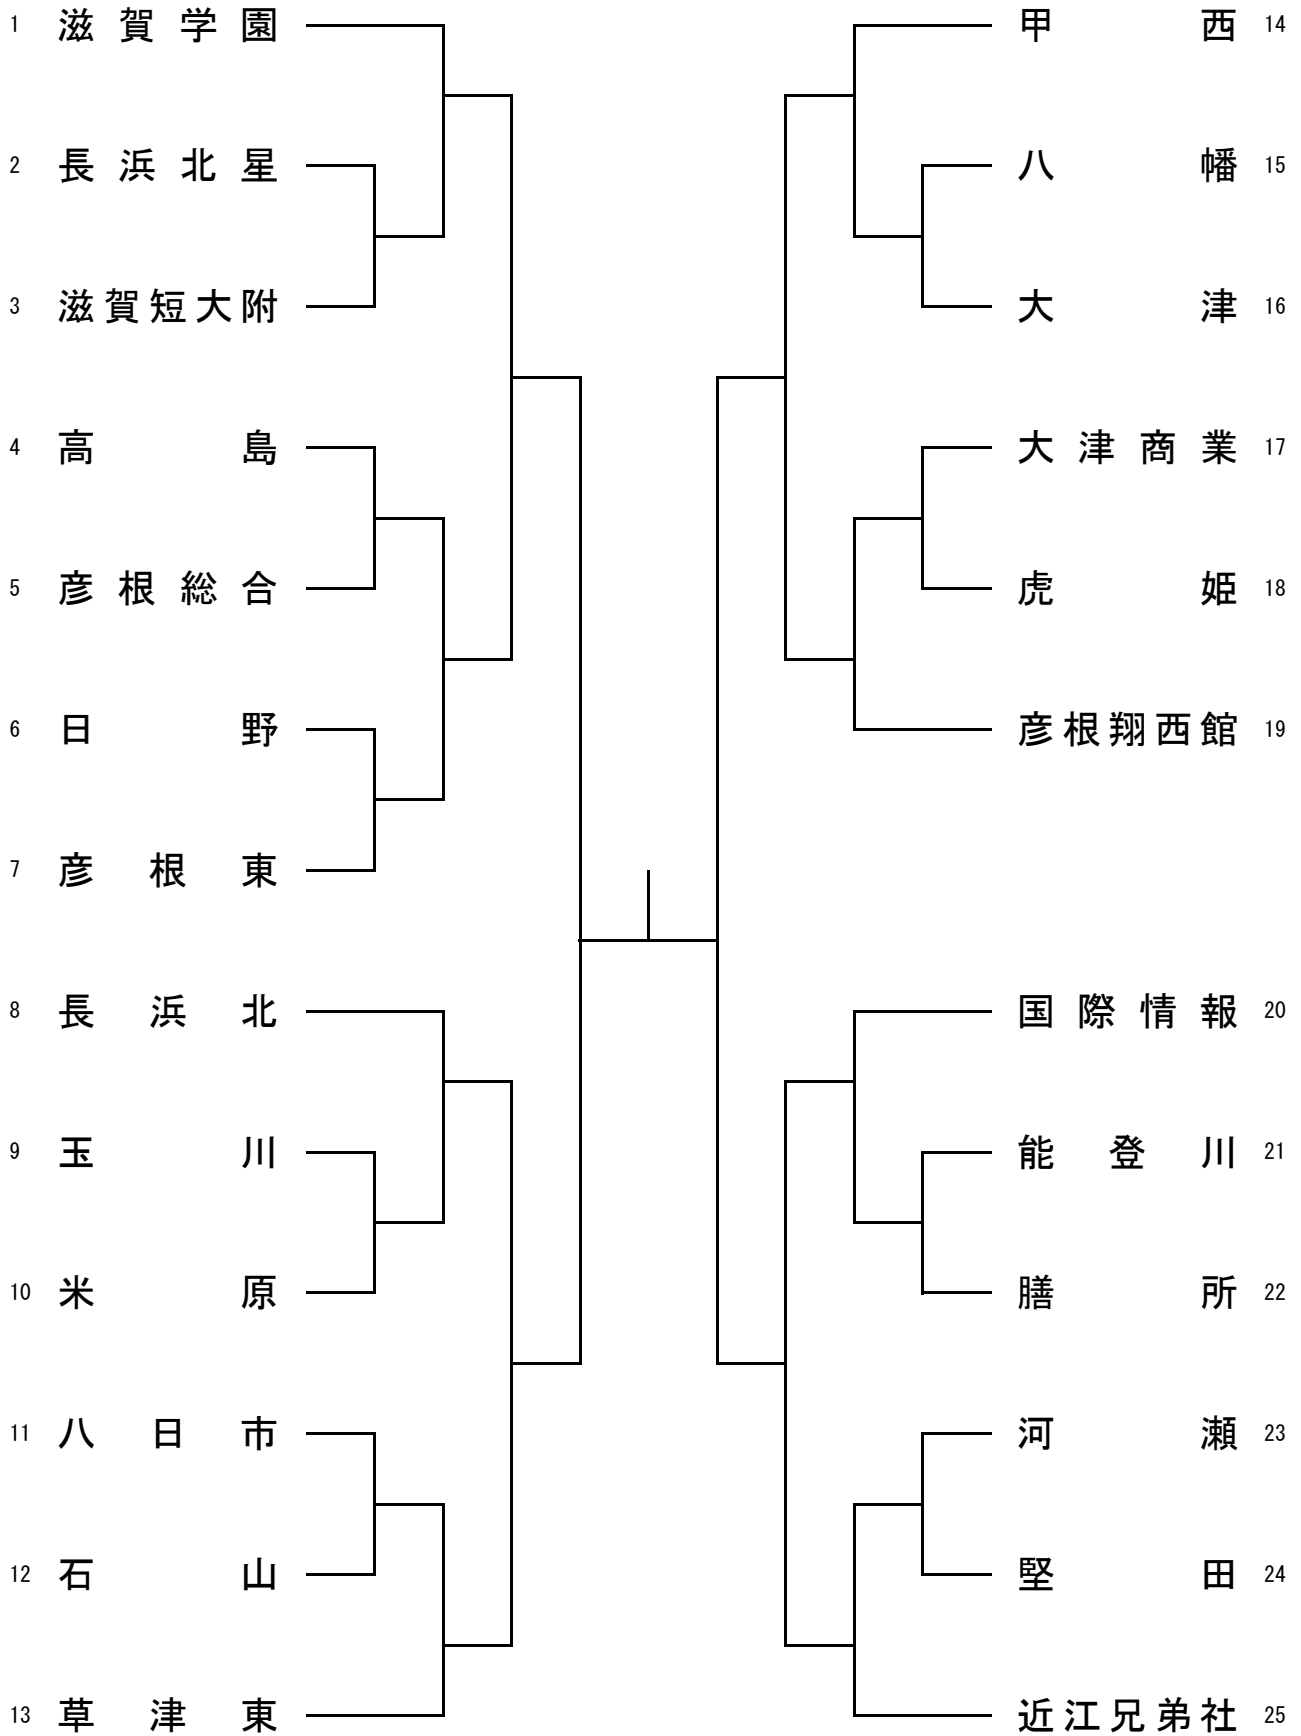 1 滋賀学園
2 長浜北星
3 滋賀短大附
4 高島
5 彦根総合
6 日野
7 彦根東
8 長浜北
9 玉川
10 米原
11 八日市
12 石山
13 草津東
甲西 14
八幡 15
大津 16
大津商業 17
虎姫 18
彦根翔西館 19
国際情報 20
能登川 21
膳所 22
河瀬 23
堅田 24
近江兄弟社 25